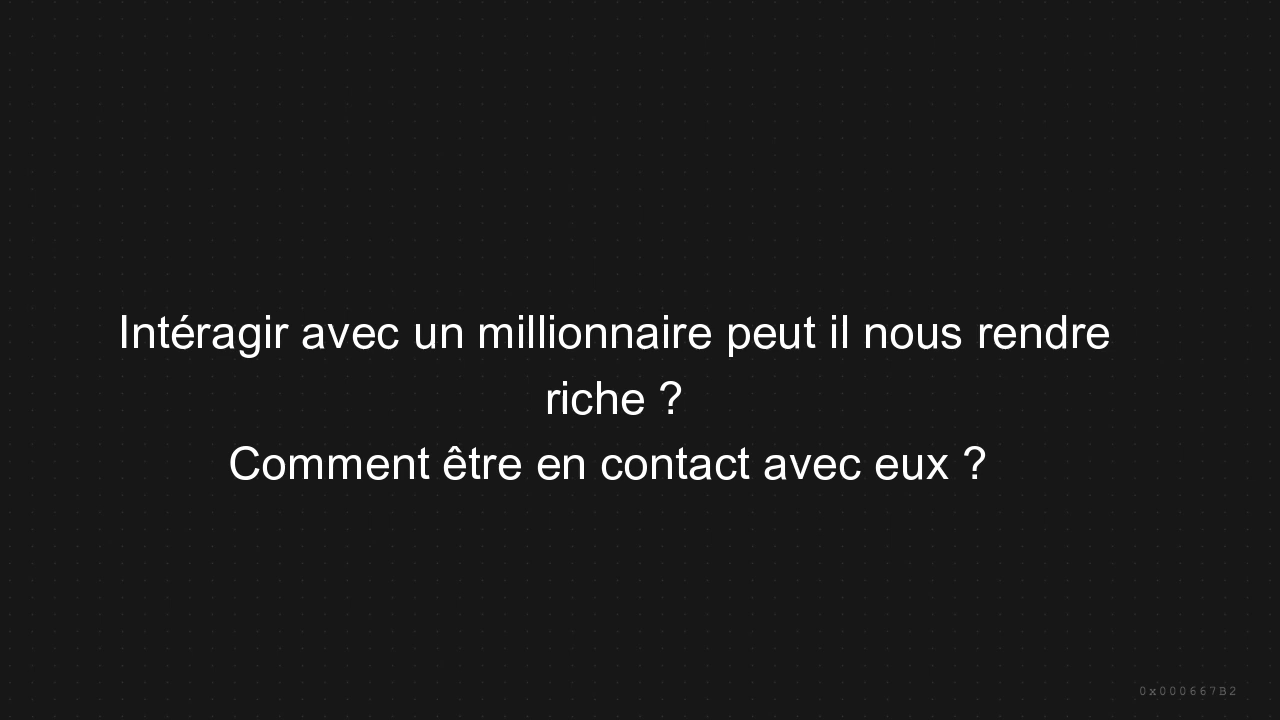 Intéragir avec un millionnaire peut il nous rendre
riche ?
Comment être en contact avec eux ?
0x000667B2